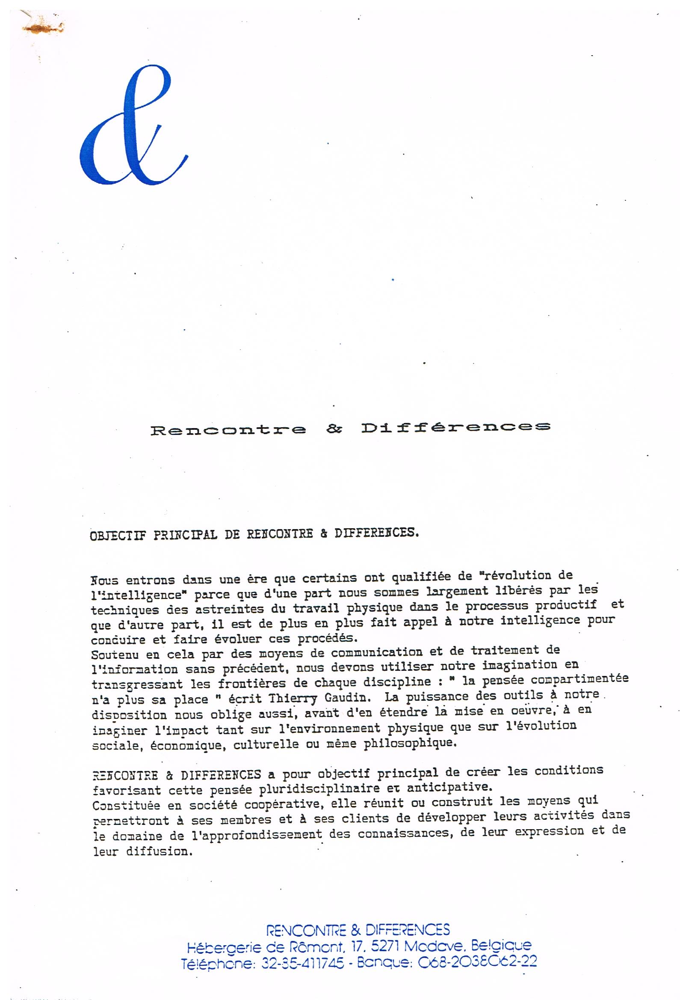 &
Rencontre & Différences
OBJECTIF PRINCIPAL DE RENCONTRE & DIFFERENCES.
Nous entrons dans une ère que certains ont qualifiée de "révolution de
l'intelligence" parce que d'une part nous sommes largement libérés par les
techniques des astreintes du travail physique dans le processus productif et
que d'autre part, il est de plus en plus fait appel à notre intelligence pour
conduire et faire évoluer ces procédés.
Soutenu en cela par des moyens de communication et de traitement de
l'information sans précédent, nous devons utiliser notre imagination en
transgressant les frontières de chaque discipline : " la pensée compartimentée
n'a plus sa place " écrit Thierry Gaudin. La puissance des outils à notre
disposition nous oblige aussi, avant d'en étendre la mise en oeuvre, à en
imaginer l'impact tant sur l'environnement physique que sur l'évolution
sociale, économique, culturelle ou même philosophique.
RENCONTRE & DIFFERENCES a pour objectif principal de créer les conditions
favorisant cette pensée pluridisciplinaire et anticipative.
Constituée en société coopérative, elle réunit ou construit les moyens qui
permettront à ses membres et à ses clients de développer leurs activités dans
le domaine de l'approfondissement des connaissances, de leur expression et de
leur diffusion.
RENCONTRE & DIFFERENCES
Hébergerie de Rômont, 17, 5271 Modave, Belgique
Téléphone: 32-85-411745 - Banque: 068-2038062-22